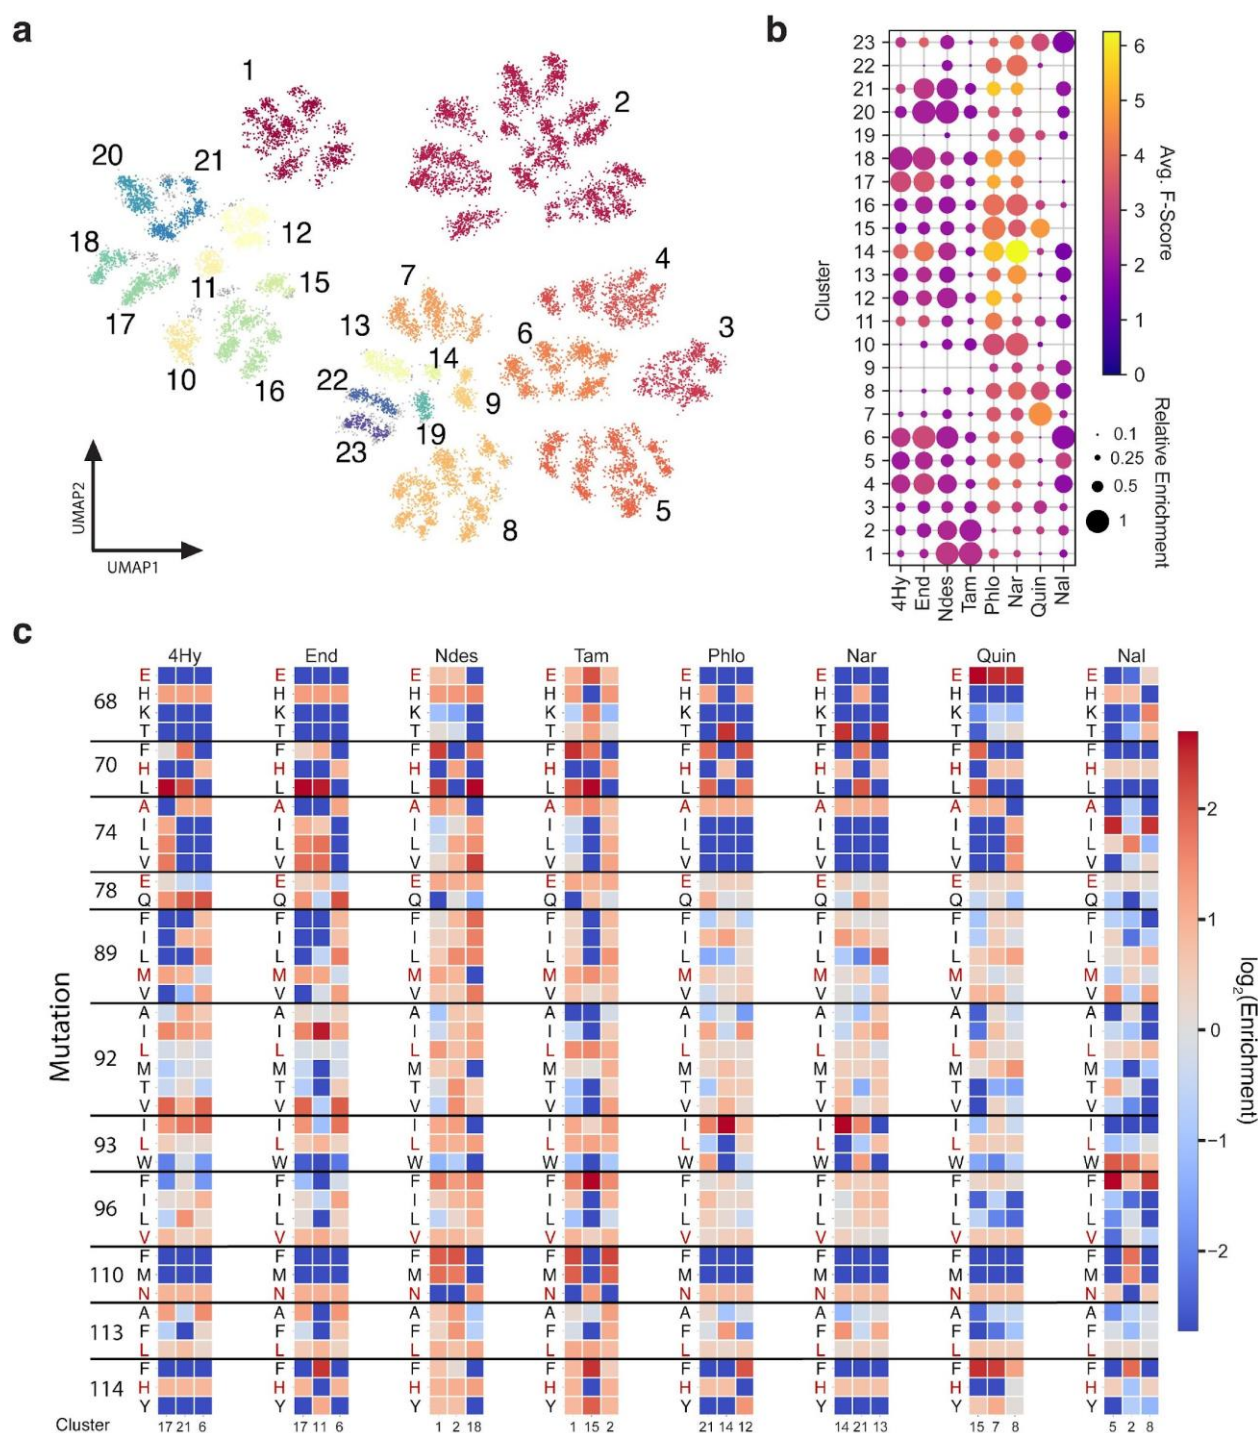 a
1
2
20
21
12
18
11
15
17
10
16
7
4
13
14
6
3
22
9
23
19
8
5
UMAP2
UMAP1
b
Cluster
23
22
21
20
19
18
17
16
15
14
13
12
11
10
9
8
7
6
5
4
3
2
1
4Hy End Ndes Tam Phlo Nar Quin Nal
6
5
4
3
2
1
0
Avg. F-Score
Relative Enrichment
0.1
0.25
0.5
1
c
4Hy End Ndes Tam Phlo Nar Quin Nal
Mutation
68
E E E E E E E E
H H H H H H H H
K K K K K K K K
T T T T T T T T
70
F F F F F F F F
H H H H H H H H
L L L L L L L L
74
A A A A A A A A
I I I I I I I I
L L L L L L L L
V V V V V V V V
78
E E E E E E E E
Q Q Q Q Q Q Q Q
89
F F F F F F F F
I I I I I I I I
L L L L L L L L
M M M M M M M M
V V V V V V V V
92
A A A A A A A A
I I I I I I I I
L L L L L L L L
M M M M M M M M
T T T T T T T T
V V V V V V V V
93
I I I I I I I I
L L L L L L L L
W W W W W W W W
96
F F F F F F F F
I I I I I I I I
L L L L L L L L
V V V V V V V V
110
F F F F F F F F
M M M M M M M M
N N N N N N N N
113
A A A A A A A A
F F F F F F F F
L L L L L L L L
114
F F F F F F F F
H H H H H H H H
Y Y Y Y Y Y Y Y
Cluster 17 21 6 17 11 6 1 2 18 1 15 2 21 14 12 14 21 13 15 7 8 5 2 8
2
1
0
−1
−2
log2(Enrichment)